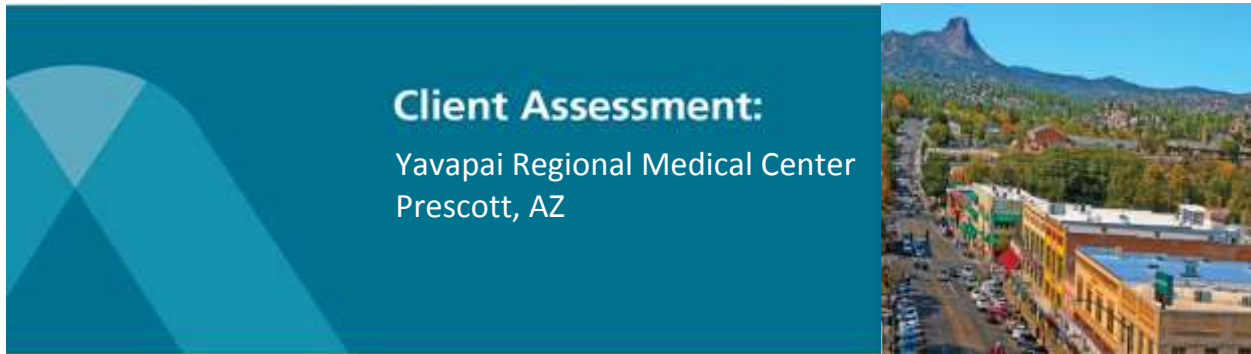 Client Assessment:
Yavapai Regional Medical Center
Prescott, AZ